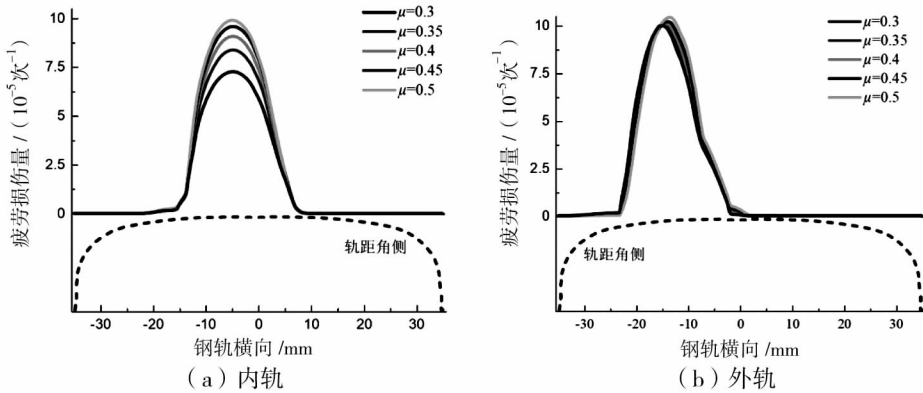 疲劳损伤量 / (10⁻⁵次⁻¹)
10
7.5
5
2.5
0
μ=0.3
μ=0.35
μ=0.4
μ=0.45
μ=0.5
轨距角侧
-30 -20 -10 0 10 20 30
钢轨横向 /mm
(a) 内轨
疲劳损伤量 / (10⁻⁵次⁻¹)
10
7.5
5
2.5
0
μ=0.3
μ=0.35
μ=0.4
μ=0.45
μ=0.5
轨距角侧
-30 -20 -10 0 10 20 30
钢轨横向 /mm
(b) 外轨